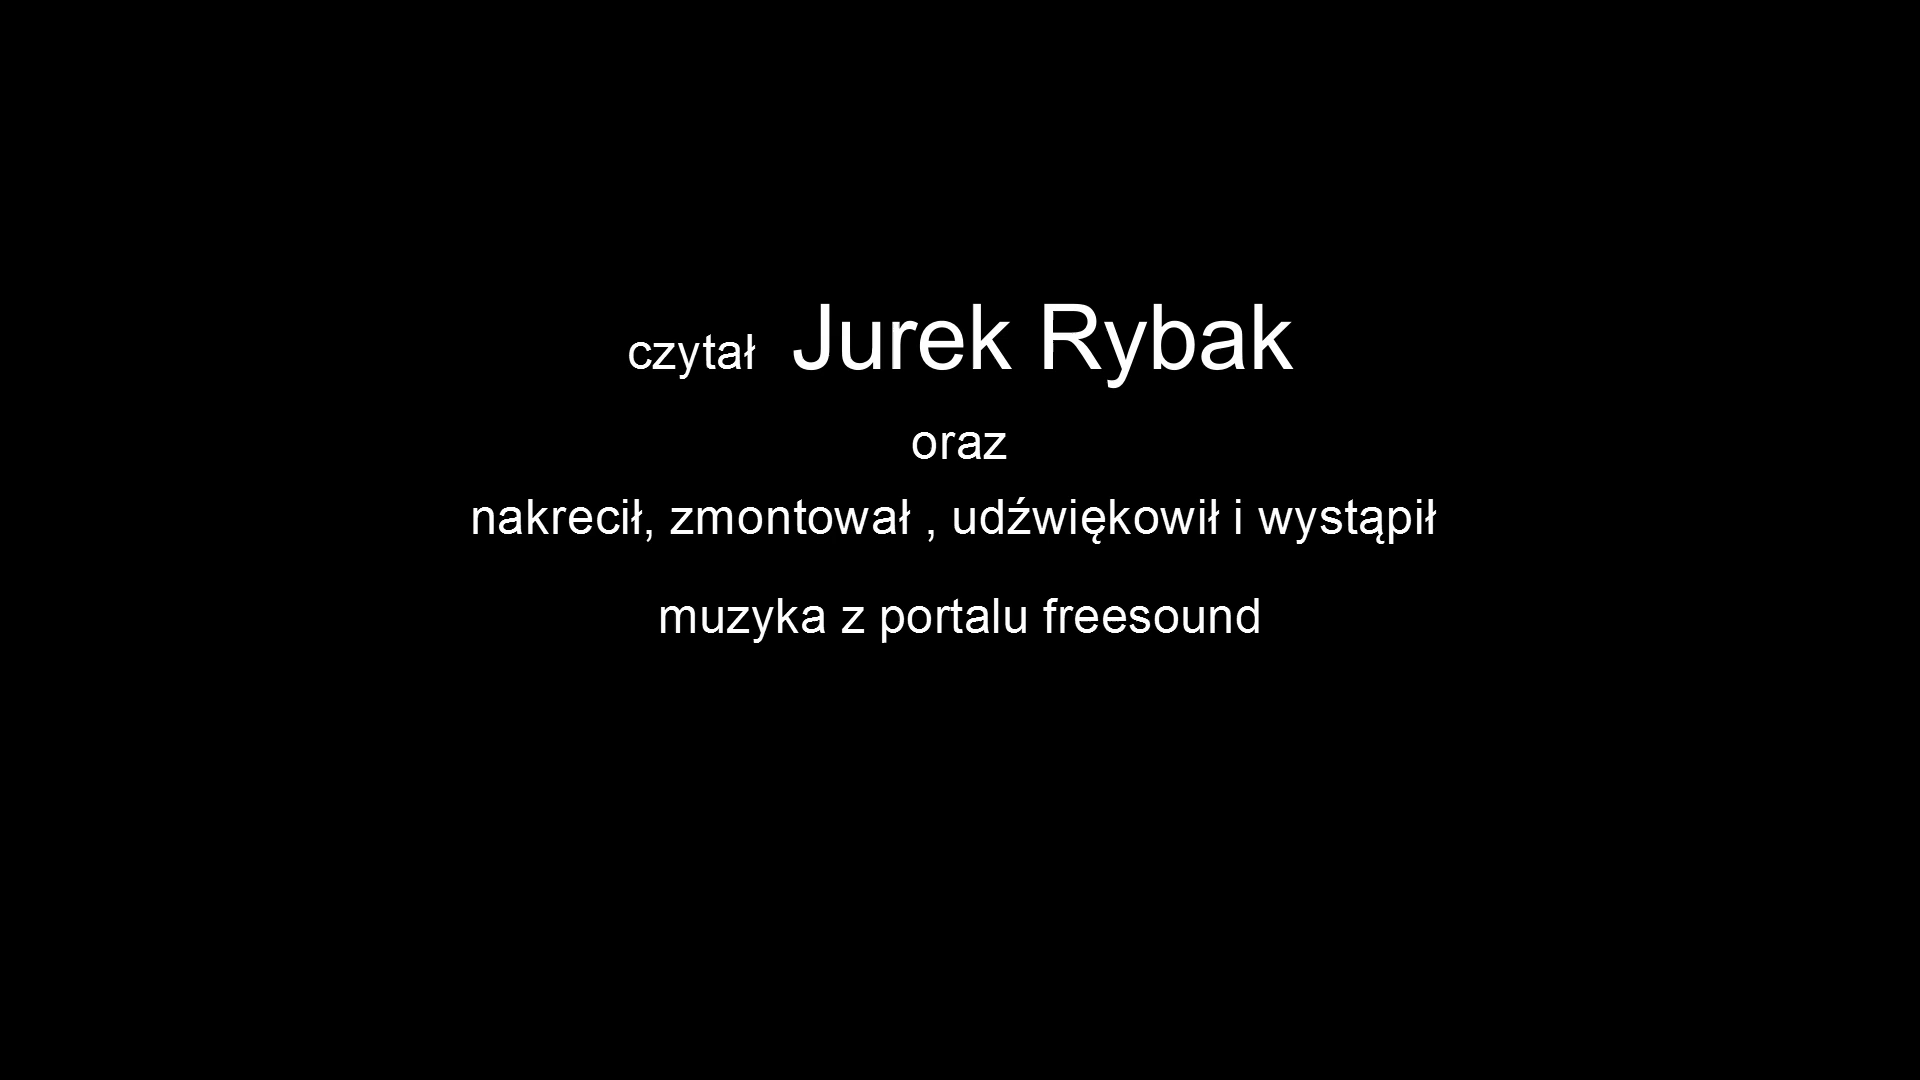 czytał Jurek Rybak
oraz
nakrecił, zmontował , udźwiękowił i wystąpił
muzyka z portalu freesound